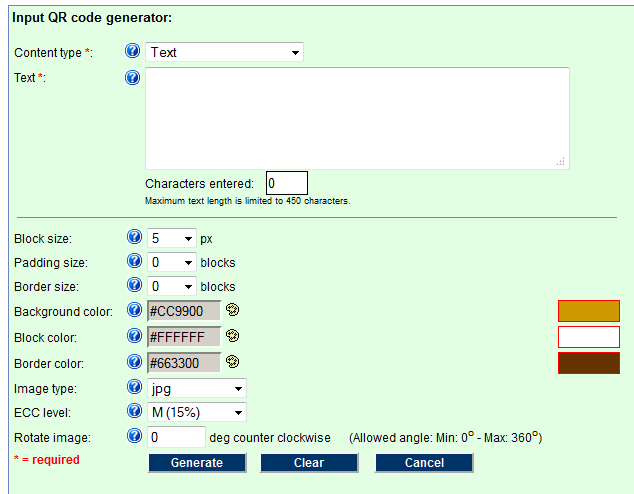 Input QR code generator:
Content type *: ? Text
Text *: ?
Characters entered: 0
Maximum text length is limited to 450 characters.
Block size: ? 5 px
Padding size: ? 0 blocks
Border size: ? 0 blocks
Background color: ? #CC9900
Block color: ? #FFFFFF
Border color: ? #663300
Image type: ? jpg
ECC level: ? M (15%)
Rotate image: ? 0 deg counter clockwise (Allowed angle: Min: 0o - Max: 360o)
* = required Generate Clear Cancel